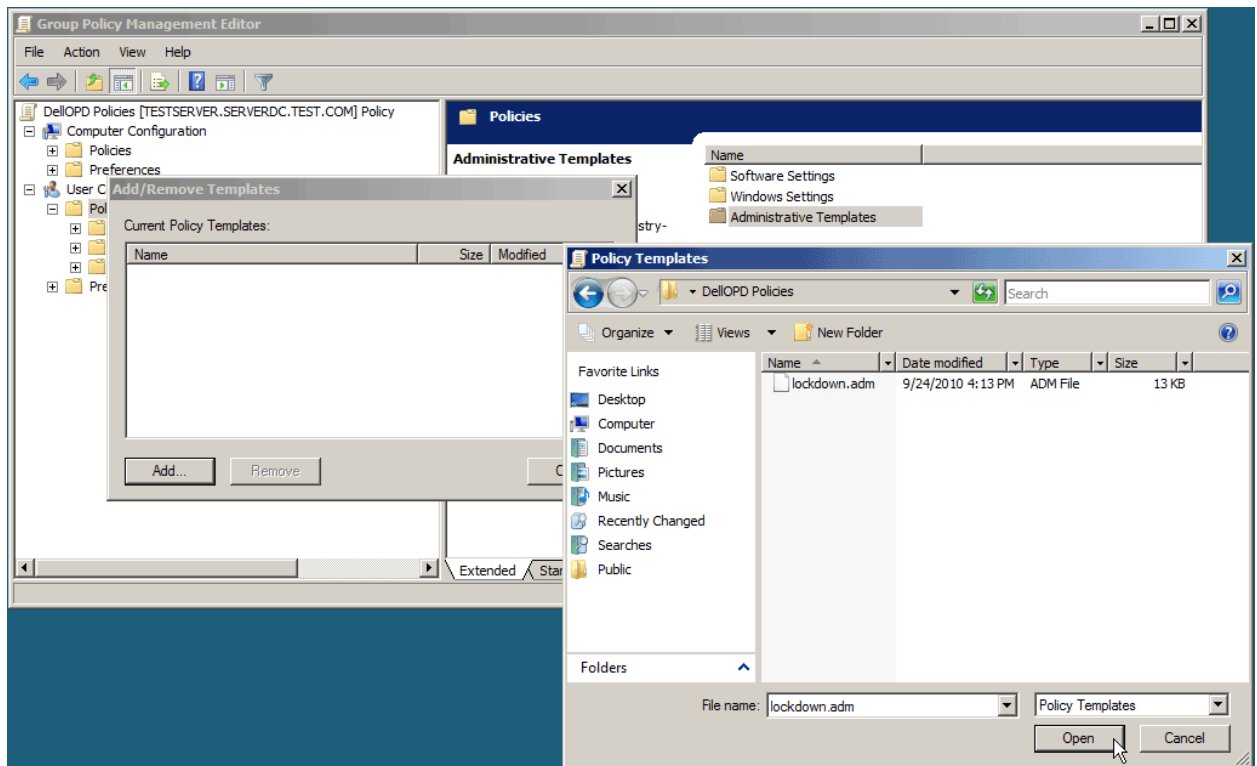 Group Policy Management Editor
File Action View Help
DellOPD Policies [TESTSERVER.SERVERDC.TEST.COM] Policy
Computer Configuration
Policies
Preferences
User C
Pol
Pre
Policies
Administrative Templates
stry-
Name
Software Settings
Windows Settings
Administrative Templates
Extended Star
Add/Remove Templates
Current Policy Templates:
Name Size Modified
Add... Remove C
Policy Templates
DellOPD Policies Search
Organize Views New Folder
Favorite Links
Desktop
Computer
Documents
Pictures
Music
Recently Changed
Searches
Public
Folders
Name Date modified Type Size
lockdown.adm 9/24/2010 4:13 PM ADM File 13 KB
File name: lockdown.adm Policy Templates
Open Cancel